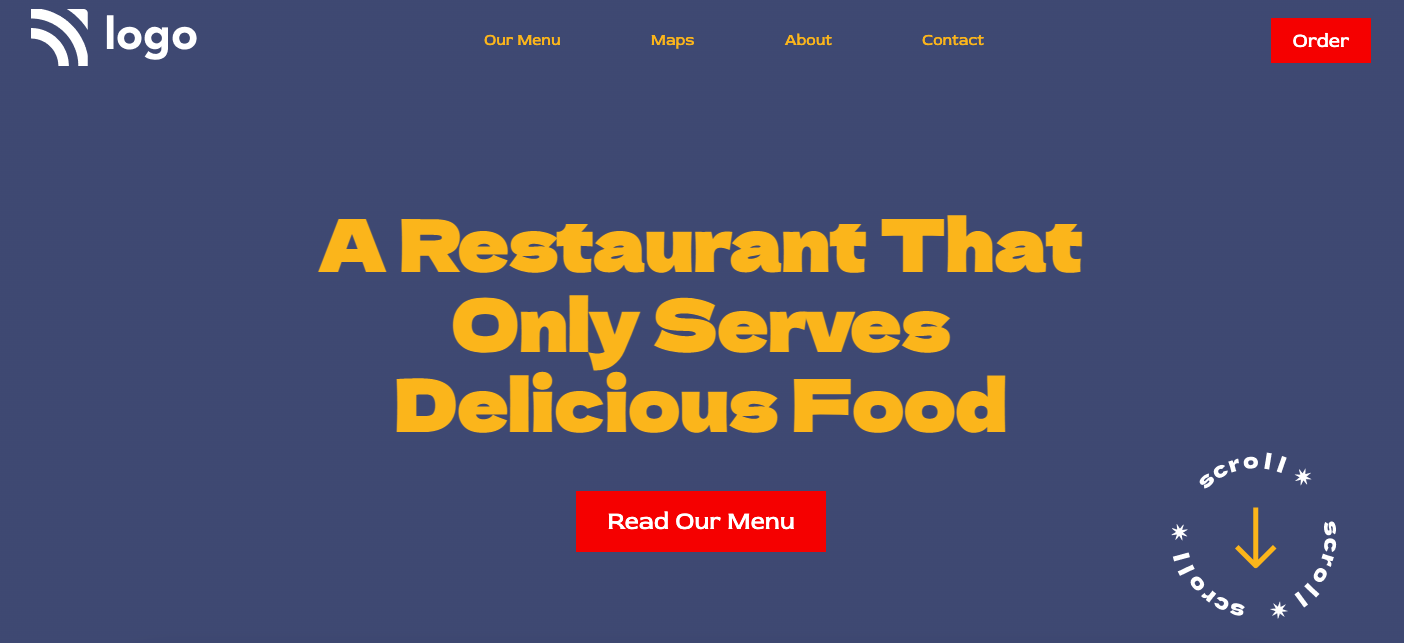 logo
Our Menu
Maps
About
Contact
Order
A Restaurant That
Only Serves
Delicious Food
Read Our Menu
scroll
scroll
scroll